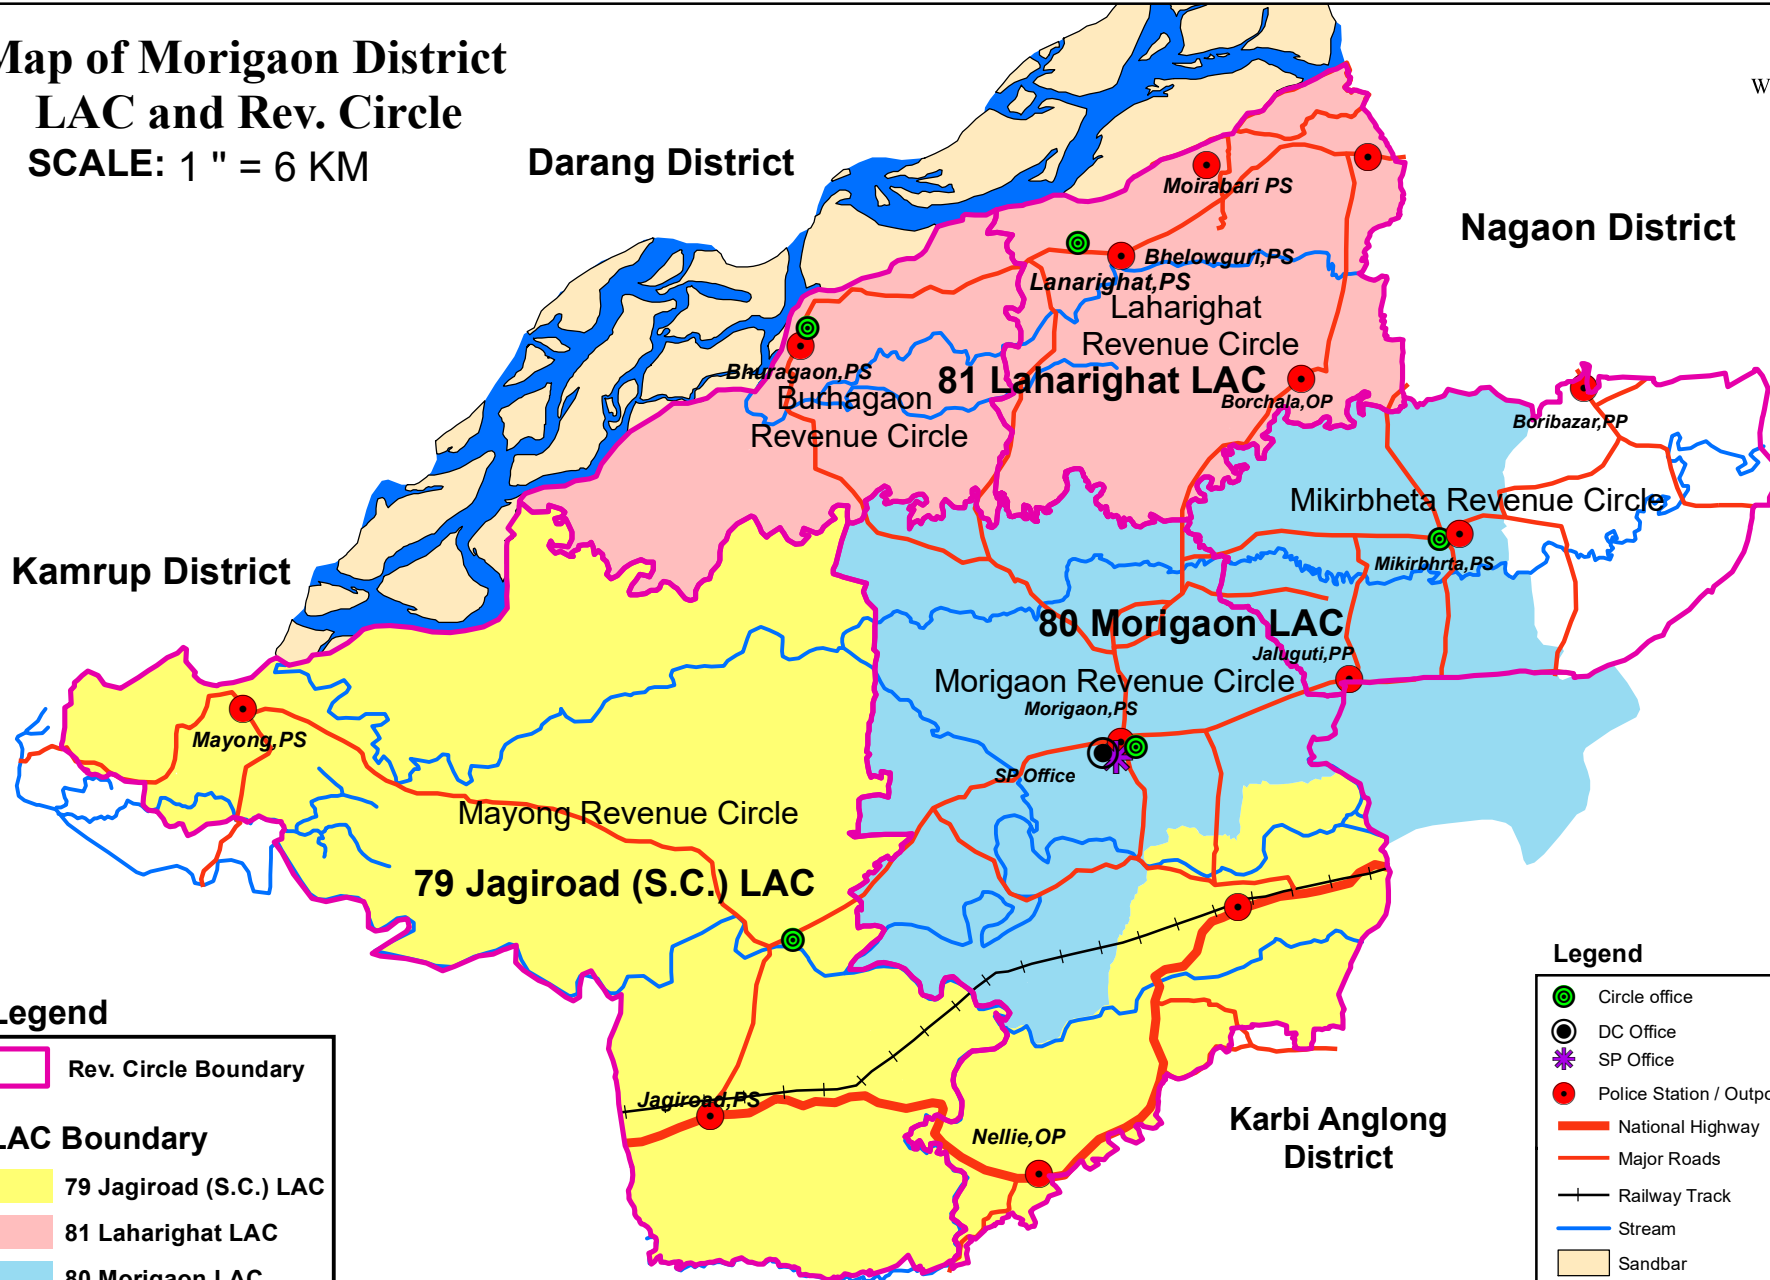 Map of Morigaon District
LAC and Rev. Circle
SCALE: 1 " = 6 KM
W
Darang District
Nagaon District
Kamrup District
Karbi Anglong
District
Moirabari PS
Bhelowguri,PS
Lanarighat,PS
Laharighat
Revenue Circle
81 Laharighat LAC
Borchala,OP
Bhuragaon,PS
Burhagaon
Revenue Circle
Boribazar,PP
Mikirbheta Revenue Circle
Mikirbhrta,PS
80 Morigaon LAC
Jaluguti,PP
Morigaon Revenue Circle
Morigaon,PS
SP Office
Mayong,PS
Mayong Revenue Circle
79 Jagiroad (S.C.) LAC
Jagiroad,PS
Nellie,OP
Legend
Rev. Circle Boundary
LAC Boundary
79 Jagiroad (S.C.) LAC
81 Laharighat LAC
80 Morigaon LAC
Legend
Circle office
DC Office
SP Office
Police Station / Outpo
National Highway
Major Roads
Railway Track
Stream
Sandbar